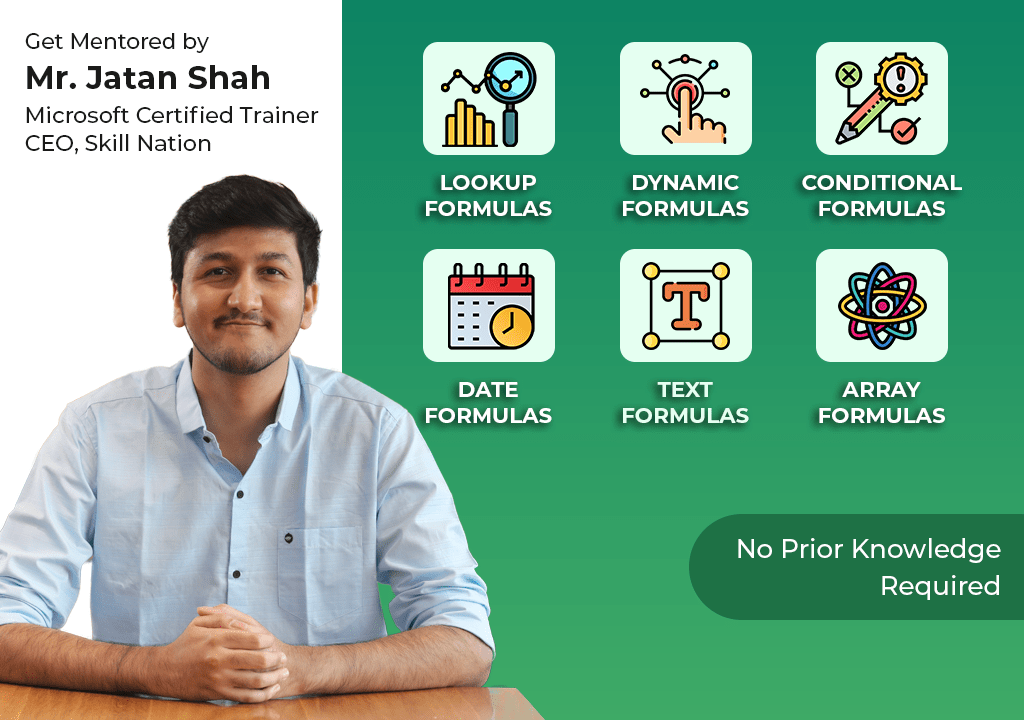 Get Mentored by
Mr. Jatan Shah
Microsoft Certified Trainer
CEO, Skill Nation
LOOKUP
FORMULAS
DYNAMIC
FORMULAS
CONDITIONAL
FORMULAS
DATE
FORMULAS
TEXT
FORMULAS
ARRAY
FORMULAS
No Prior Knowledge
Required